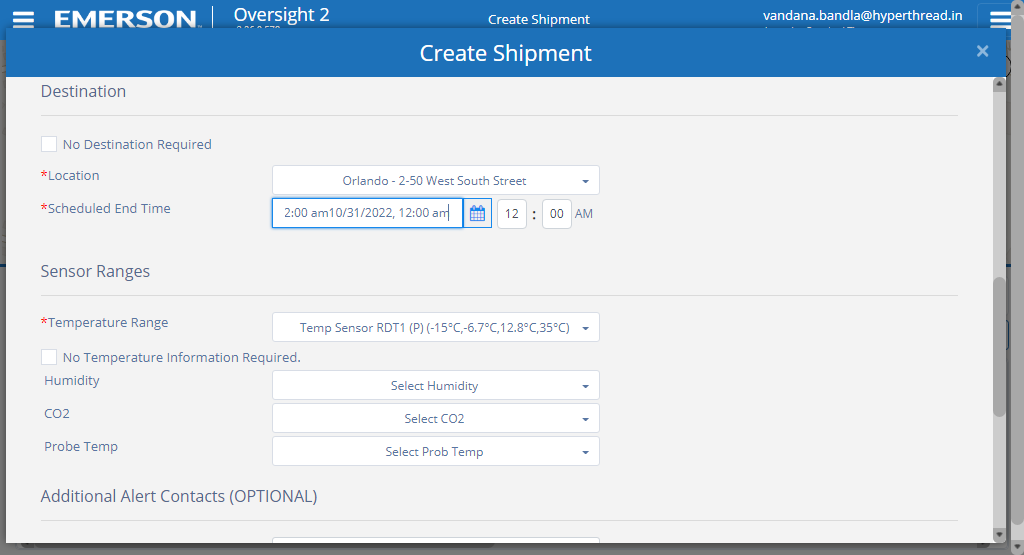 EMERSON
Oversight 2
Create Shipment
vandana.bandla@hyperthread.in
Create Shipment
×
Destination
No Destination Required
*Location
Orlando - 2-50 West South Street
*Scheduled End Time
2:00 am10/31/2022, 12:00 am
12 : 00 AM
Sensor Ranges
*Temperature Range
Temp Sensor RDT1 (P) (-15°C,-6.7°C,12.8°C,35°C)
No Temperature Information Required.
Humidity
Select Humidity
CO2
Select CO2
Probe Temp
Select Prob Temp
Additional Alert Contacts (OPTIONAL)